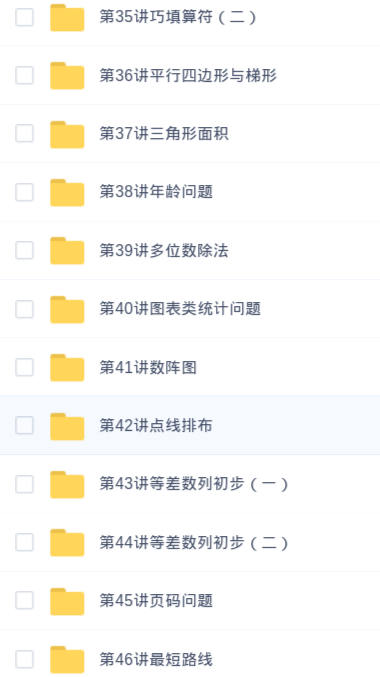 第35讲巧填算符（二）
第36讲平行四边形与梯形
第37讲三角形面积
第38讲年龄问题
第39讲多位数除法
第40讲图表类统计问题
第41讲数阵图
第42讲点线排布
第43讲等差数列初步（一）
第44讲等差数列初步（二）
第45讲页码问题
第46讲最短路线